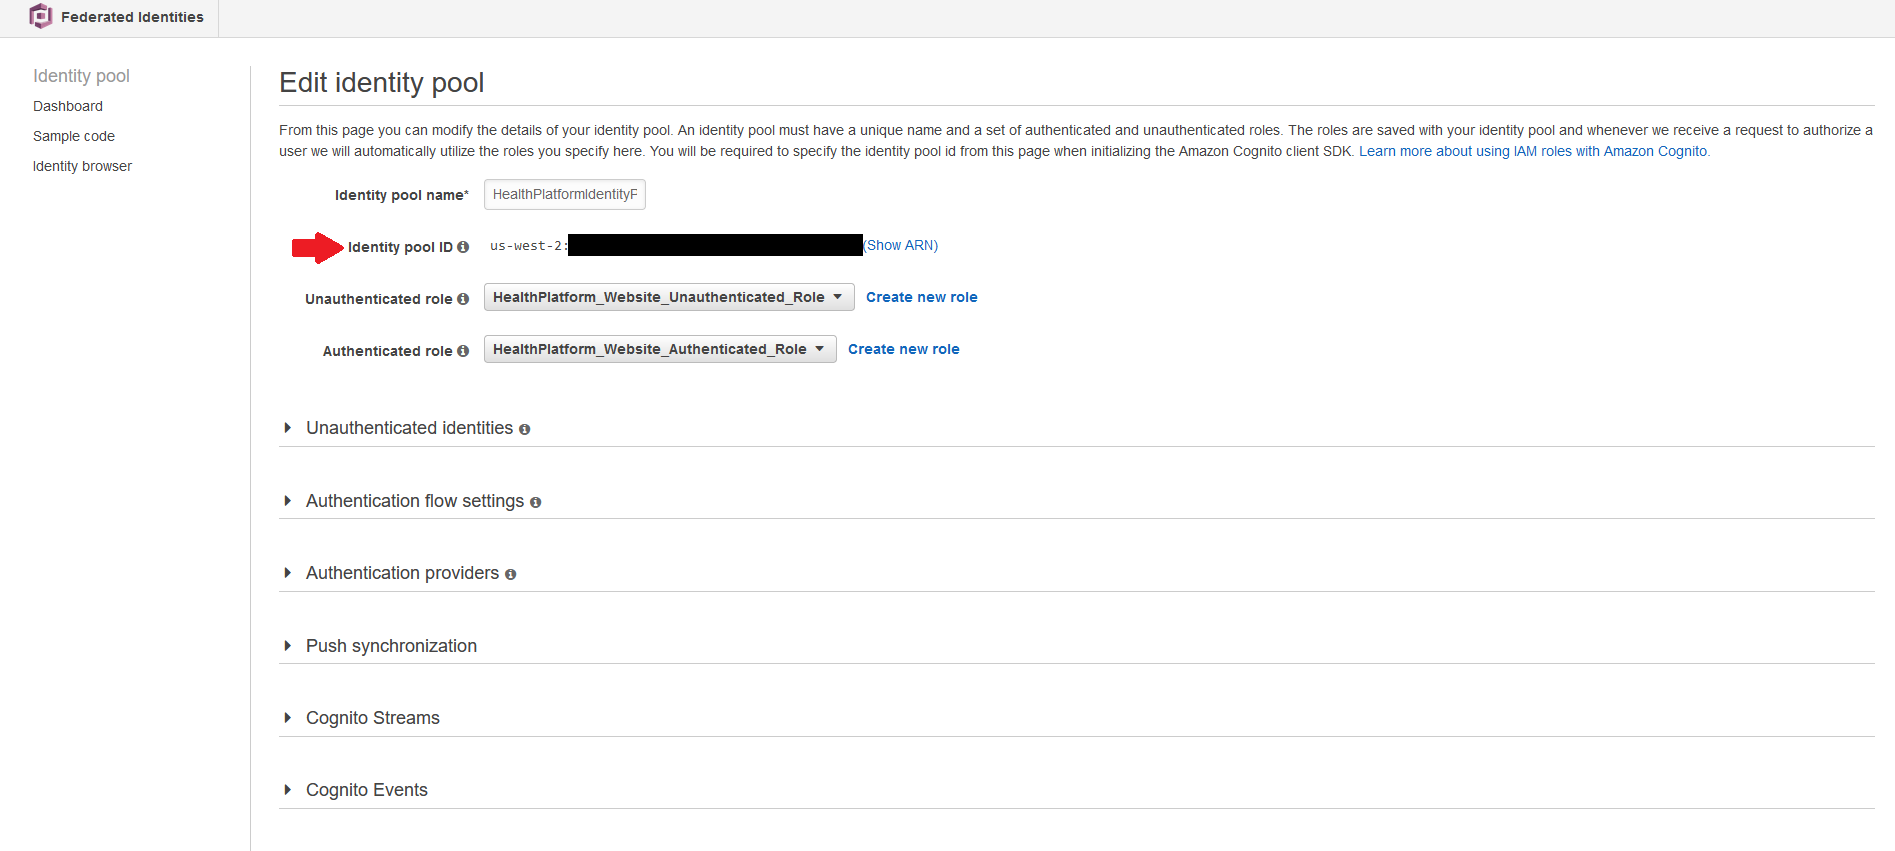 Federated Identities
Identity pool
Dashboard
Sample code
Identity browser
Edit identity pool
From this page you can modify the details of your identity pool. An identity pool must have a unique name and a set of authenticated and unauthenticated roles. The roles are saved with your identity pool and whenever we receive a request to authorize a
user we will automatically utilize the roles you specify here. You will be required to specify the identity pool id from this page when initializing the Amazon Cognito client SDK. Learn more about using IAM roles with Amazon Cognito.
Identity pool name* HealthPlatformIdentityP
Identity pool ID us-west-2: (Show ARN)
Unauthenticated role HealthPlatform_Website_Unauthenticated_Role Create new role
Authenticated role HealthPlatform_Website_Authenticated_Role Create new role
Unauthenticated identities
Authentication flow settings
Authentication providers
Push synchronization
Cognito Streams
Cognito Events